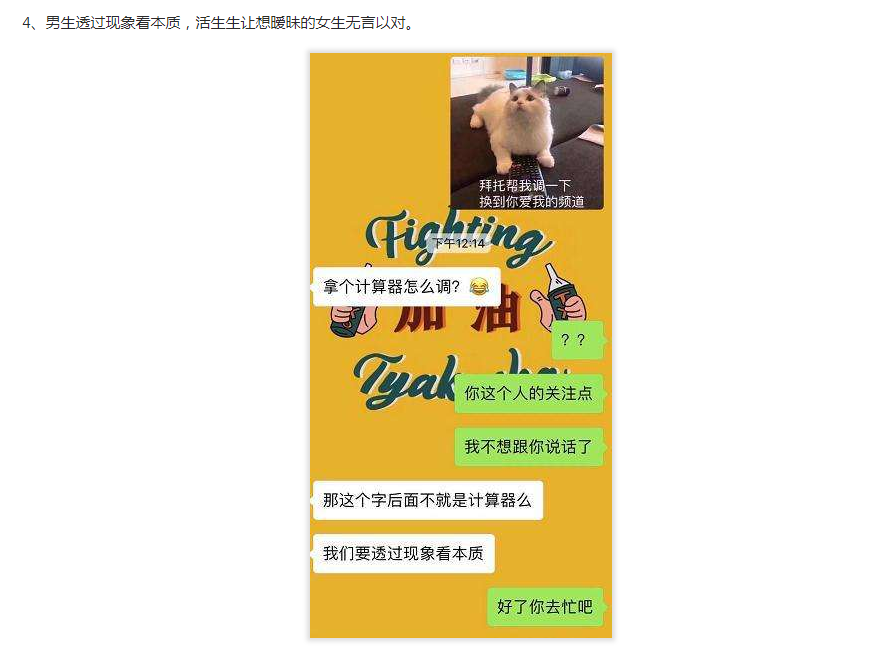 4、男生透过现象看本质，活生生让想暧昧的女生无言以对。
拜托帮我调一下
换到你爱我的频道
Fighting
下午12:14
拿个计算器怎么调？😂
加油
？？
你这个人的关注点
我不想跟你说话了
那这个字后面不就是计算器么
我们要透过现象看本质
好了你去忙吧